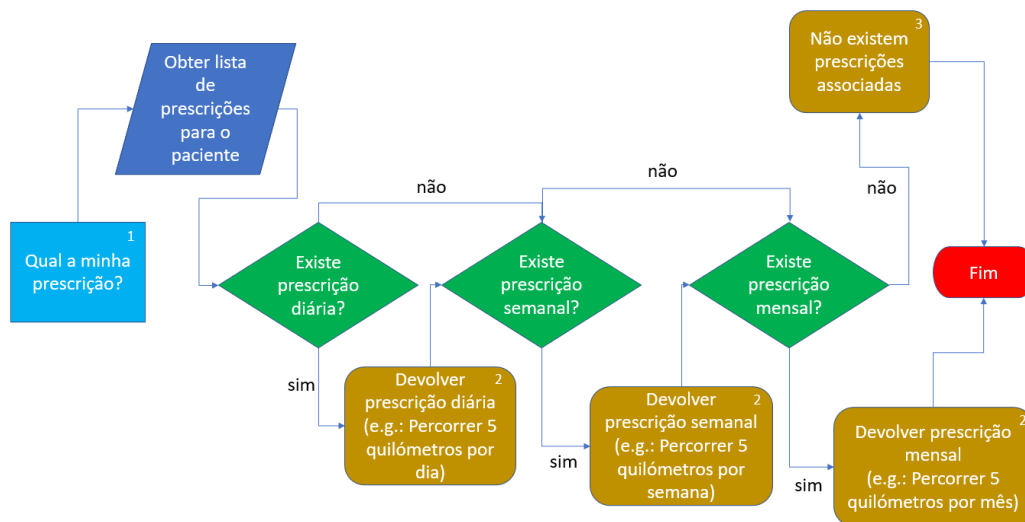 1
Qual a minha
prescrição?
Obter lista
de
prescrições
para o
paciente
Existe
prescrição
diária?
não
sim
2
Devolver
prescrição diária
(e.g.: Percorrer 5
quilómetros por
dia)
Existe
prescrição
semanal?
não
sim
2
Devolver
prescrição semanal
(e.g.: Percorrer 5
quilómetros por
semana)
Existe
prescrição
mensal?
não
sim
2
Devolver prescrição
mensal
(e.g.: Percorrer 5
quilómetros por mês)
3
Não existem
prescrições
associadas
Fim